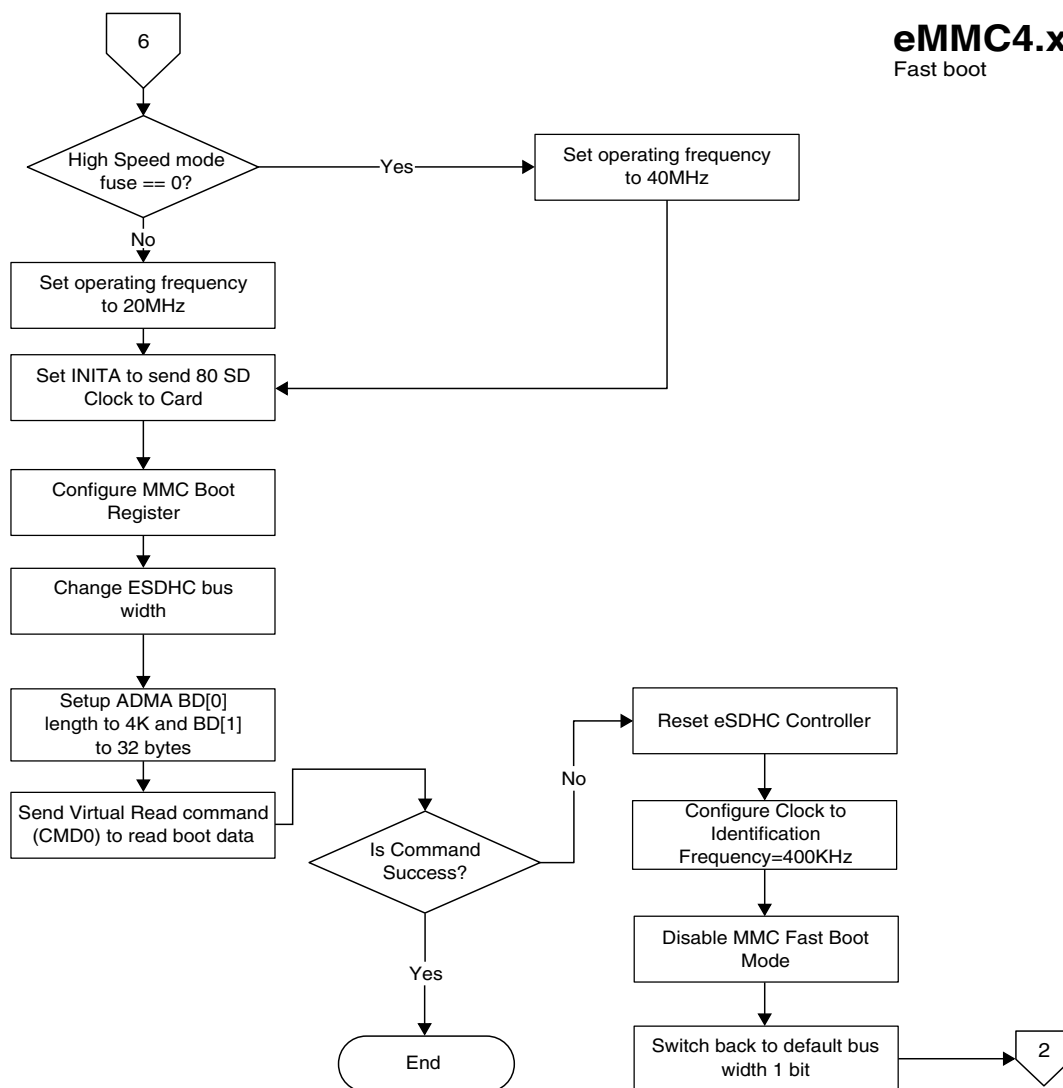 eMMC4.x
Fast boot
6
High Speed mode
fuse == 0?
Yes
Set operating frequency
to 40MHz
No
Set operating frequency
to 20MHz
Set INITA to send 80 SD
Clock to Card
Configure MMC Boot
Register
Change ESDHC bus
width
Setup ADMA BD[0]
length to 4K and BD[1]
to 32 bytes
Send Virtual Read command
(CMD0) to read boot data
Is Command
Success?
No
Reset eSDHC Controller
Configure Clock to
Identification
Frequency=400KHz
Disable MMC Fast Boot
Mode
Switch back to default bus
width 1 bit
2
Yes
End